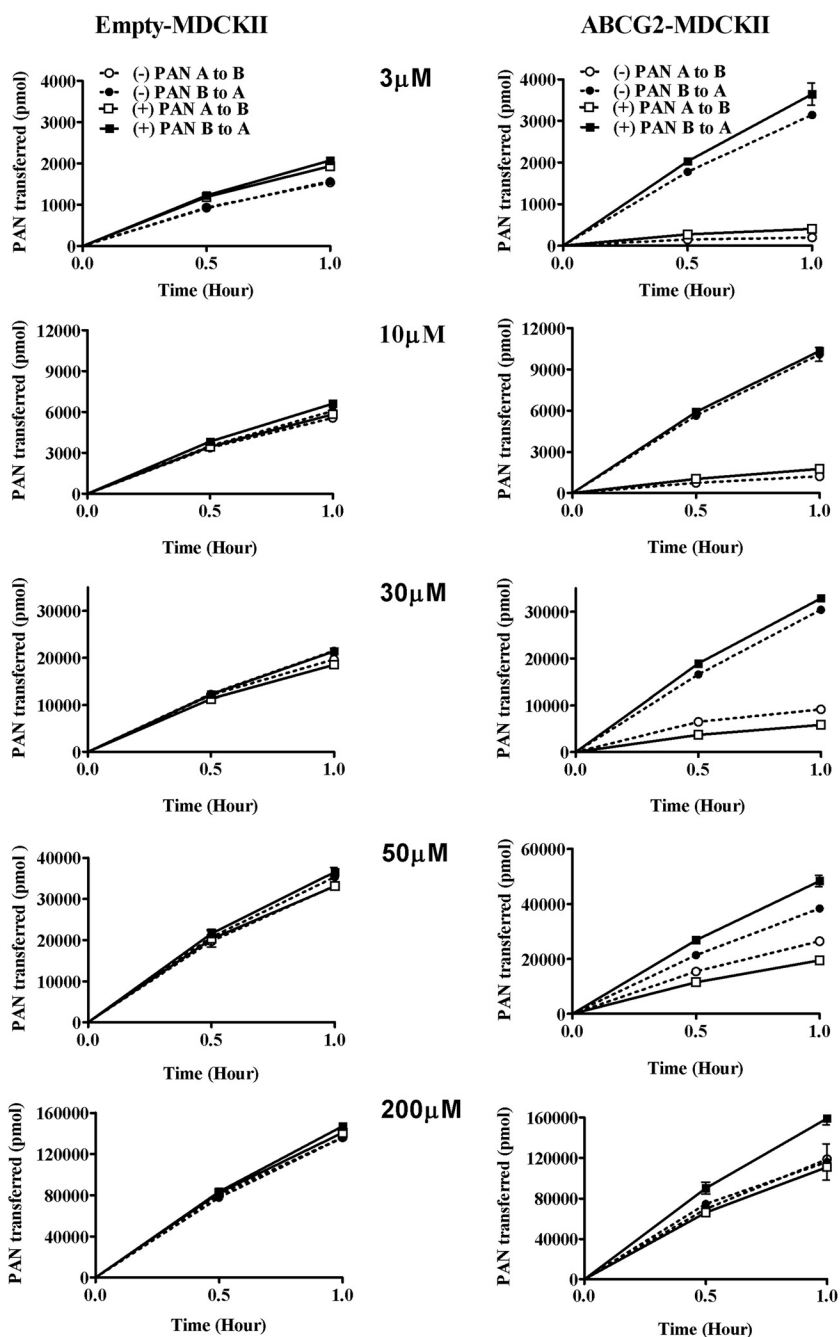 Empty-MDCKII
ABCG2-MDCKII
3μM
PAN transferred (pmol)
4000
3000
2000
1000
0
(-) PAN A to B
(-) PAN B to A
(+) PAN A to B
(+) PAN B to A
0.0
0.5
1.0
Time (Hour)
PAN transferred (pmol)
4000
3000
2000
1000
0
(-) PAN A to B
(-) PAN B to A
(+) PAN A to B
(+) PAN B to A
0.0
0.5
1.0
Time (Hour)
10μM
PAN transferred (pmol)
12000
9000
6000
3000
0
0.0
0.5
1.0
Time (Hour)
PAN transferred (pmol)
12000
9000
6000
3000
0
0.0
0.5
1.0
Time (Hour)
30μM
PAN transferred (pmol)
30000
20000
10000
0
0.0
0.5
1.0
Time (Hour)
PAN transferred (pmol)
30000
20000
10000
0
0.0
0.5
1.0
Time (Hour)
50μM
PAN transferred (pmol )
40000
30000
20000
10000
0
0.0
0.5
1.0
Time (Hour)
PAN transferred (pmol)
60000
40000
20000
0
0.0
0.5
1.0
Time (Hour)
200μM
PAN transferred (pmol)
160000
120000
80000
40000
0
0.0
0.5
1.0
Time (Hour)
PAN transferred (pmol)
160000
120000
80000
40000
0
0.0
0.5
1.0
Time (Hour)